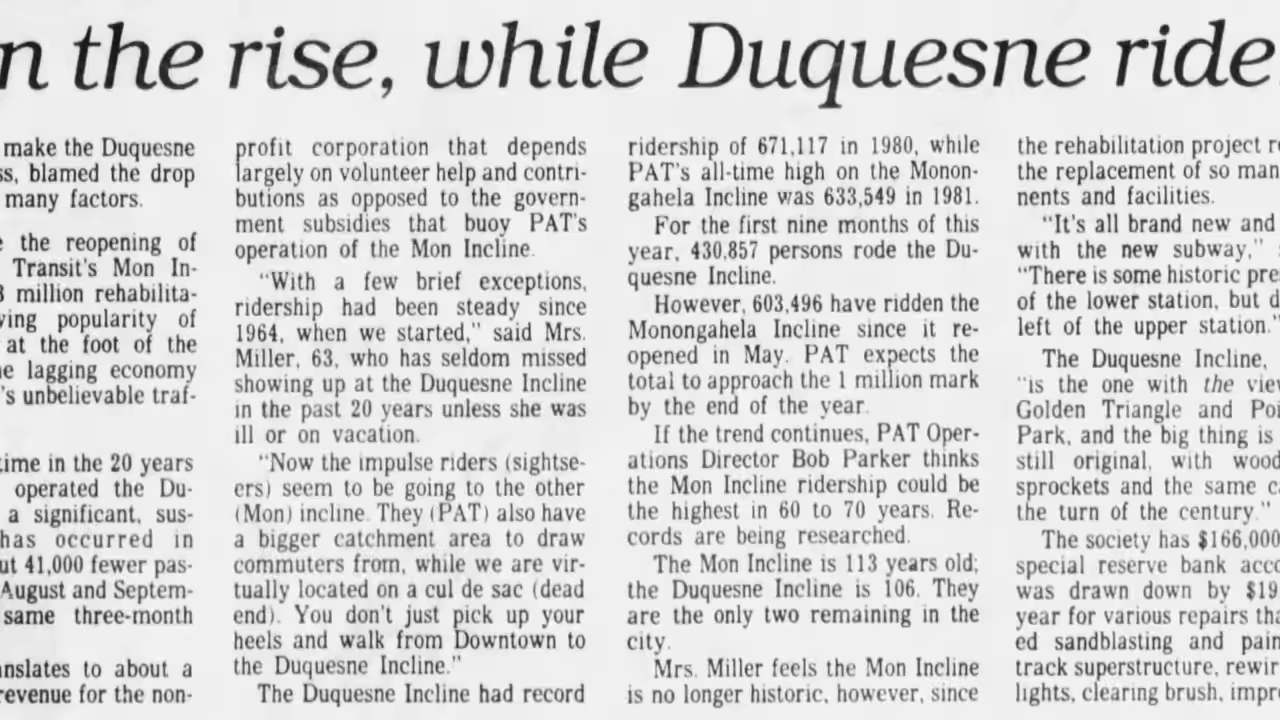 n the rise, while Duquesne ride
make the Duquesne
ss, blamed the drop
many factors.
the reopening of
Transit's Mon In-
million rehabilita-
ying popularity of
at the foot of the
lagging economy
's unbelievable traf-
time in the 20 years
operated the Du-
a significant, sus-
has occurred in
41,000 fewer pas-
August and Septem-
same three-month
anslates to about a
revenue for the non-
profit corporation that depends
largely on volunteer help and contri-
butions as opposed to the govern-
ment subsidies that buoy PAT's
operation of the Mon Incline.
"With a few brief exceptions,
ridership had been steady since
1964, when we started," said Mrs.
Miller, 63, who has seldom missed
showing up at the Duquesne Incline
in the past 20 years unless she was
ill or on vacation.
"Now the impulse riders (sightse-
ers) seem to be going to the other
(Mon) incline. They (PAT) also have
a bigger catchment area to draw
commuters from, while we are vir-
tually located on a cul de sac (dead
end). You don't just pick up your
heels and walk from Downtown to
the Duquesne Incline."
The Duquesne Incline had record
ridership of 671,117 in 1980, while
PAT's all-time high on the Monon-
gahela Incline was 633,549 in 1981.
For the first nine months of this
year, 430,857 persons rode the Du-
quesne Incline.
However, 603,496 have ridden the
Monongahela Incline since it re-
opened in May. PAT expects the
total to approach the 1 million mark
by the end of the year.
If the trend continues, PAT Oper-
ations Director Bob Parker thinks
the Mon Incline ridership could be
the highest in 60 to 70 years. Re-
cords are being researched.
The Mon Incline is 113 years old;
the Duquesne Incline is 106. They
are the only two remaining in the
city.
Mrs. Miller feels the Mon Incline
is no longer historic, however, since
the rehabilitation project r
the replacement of so man
nents and facilities.
"It's all brand new and
with the new subway,"
"There is some historic pre
of the lower station, but d
left of the upper station."
The Duquesne Incline,
"is the one with the view
Golden Triangle and Poi
Park, and the big thing is
still original, with wood
sprockets and the same c
the turn of the century."
The society has $166,000
special reserve bank acco
was drawn down by $19
year for various repairs tha
ed sandblasting and pain
track superstructure, rewir
lights, clearing brush, impr